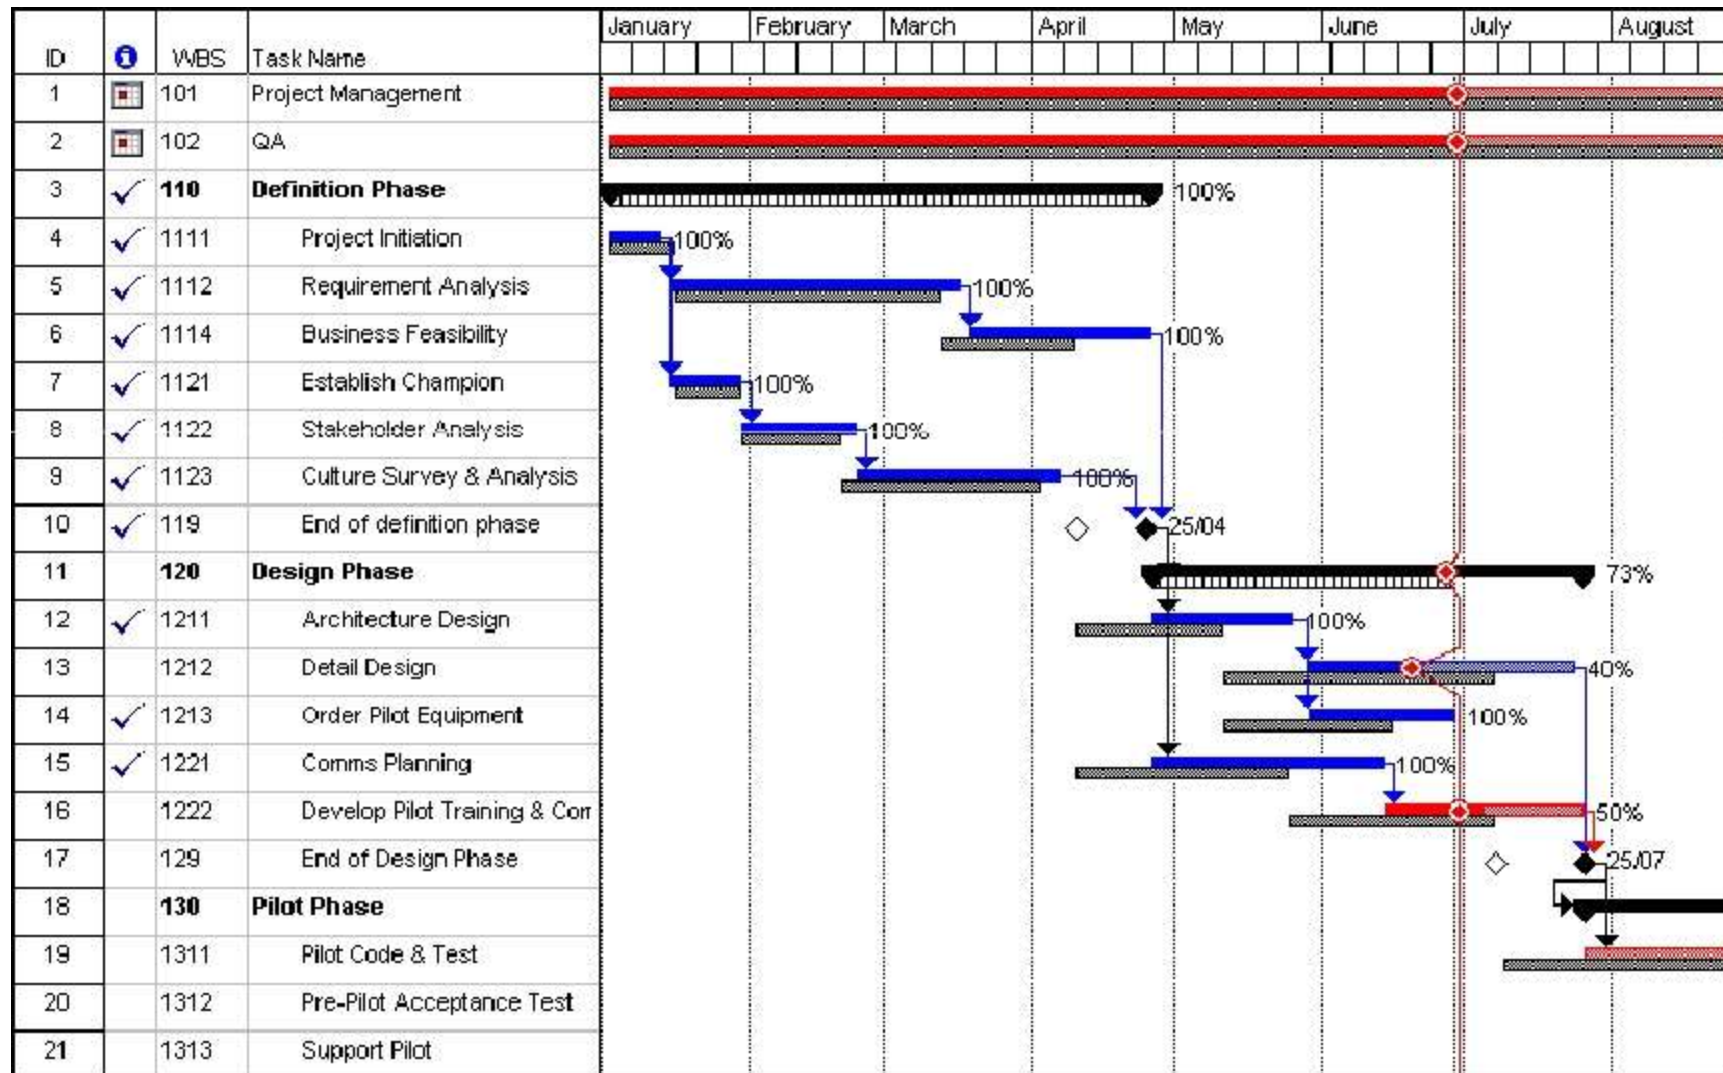 January February March April May June July August
ID WBS Task Name
1 101 Project Management
2 102 QA
3 110 Definition Phase 100%
4 1111 Project Initiation 100%
5 1112 Requirement Analysis 100%
6 1114 Business Feasibility 100%
7 1121 Establish Champion 100%
8 1122 Stakeholder Analysis 100%
9 1123 Culture Survey & Analysis 100%
10 119 End of definition phase 25/04
11 120 Design Phase 73%
12 1211 Architecture Design 100%
13 1212 Detail Design 40%
14 1213 Order Pilot Equipment 100%
15 1221 Comms Planning 100%
16 1222 Develop Pilot Training & Com 50%
17 129 End of Design Phase 25/07
18 130 Pilot Phase
19 1311 Pilot Code & Test
20 1312 Pre-Pilot Acceptance Test
21 1313 Support Pilot